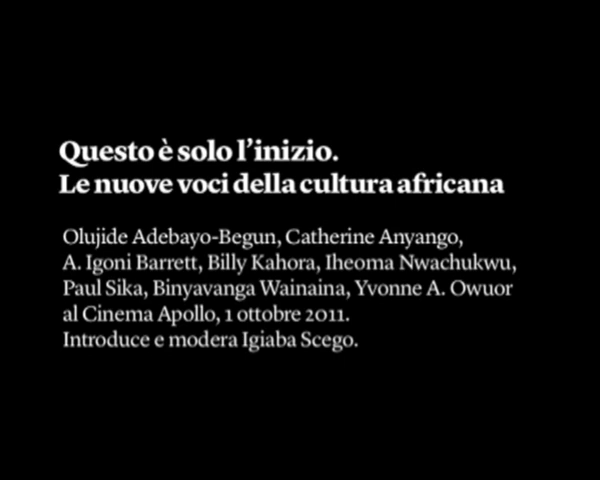 Questo è solo l’inizio.
Le nuove voci della cultura africana
Olujide Adebayo-Begun, Catherine Anyango,
A. Igoni Barrett, Billy Kahora, Iheoma Nwachukwu,
Paul Sika, Binyavanga Wainaina, Yvonne A. Owuor
al Cinema Apollo, 1 ottobre 2011.
Introduce e modera Igiaba Scego.